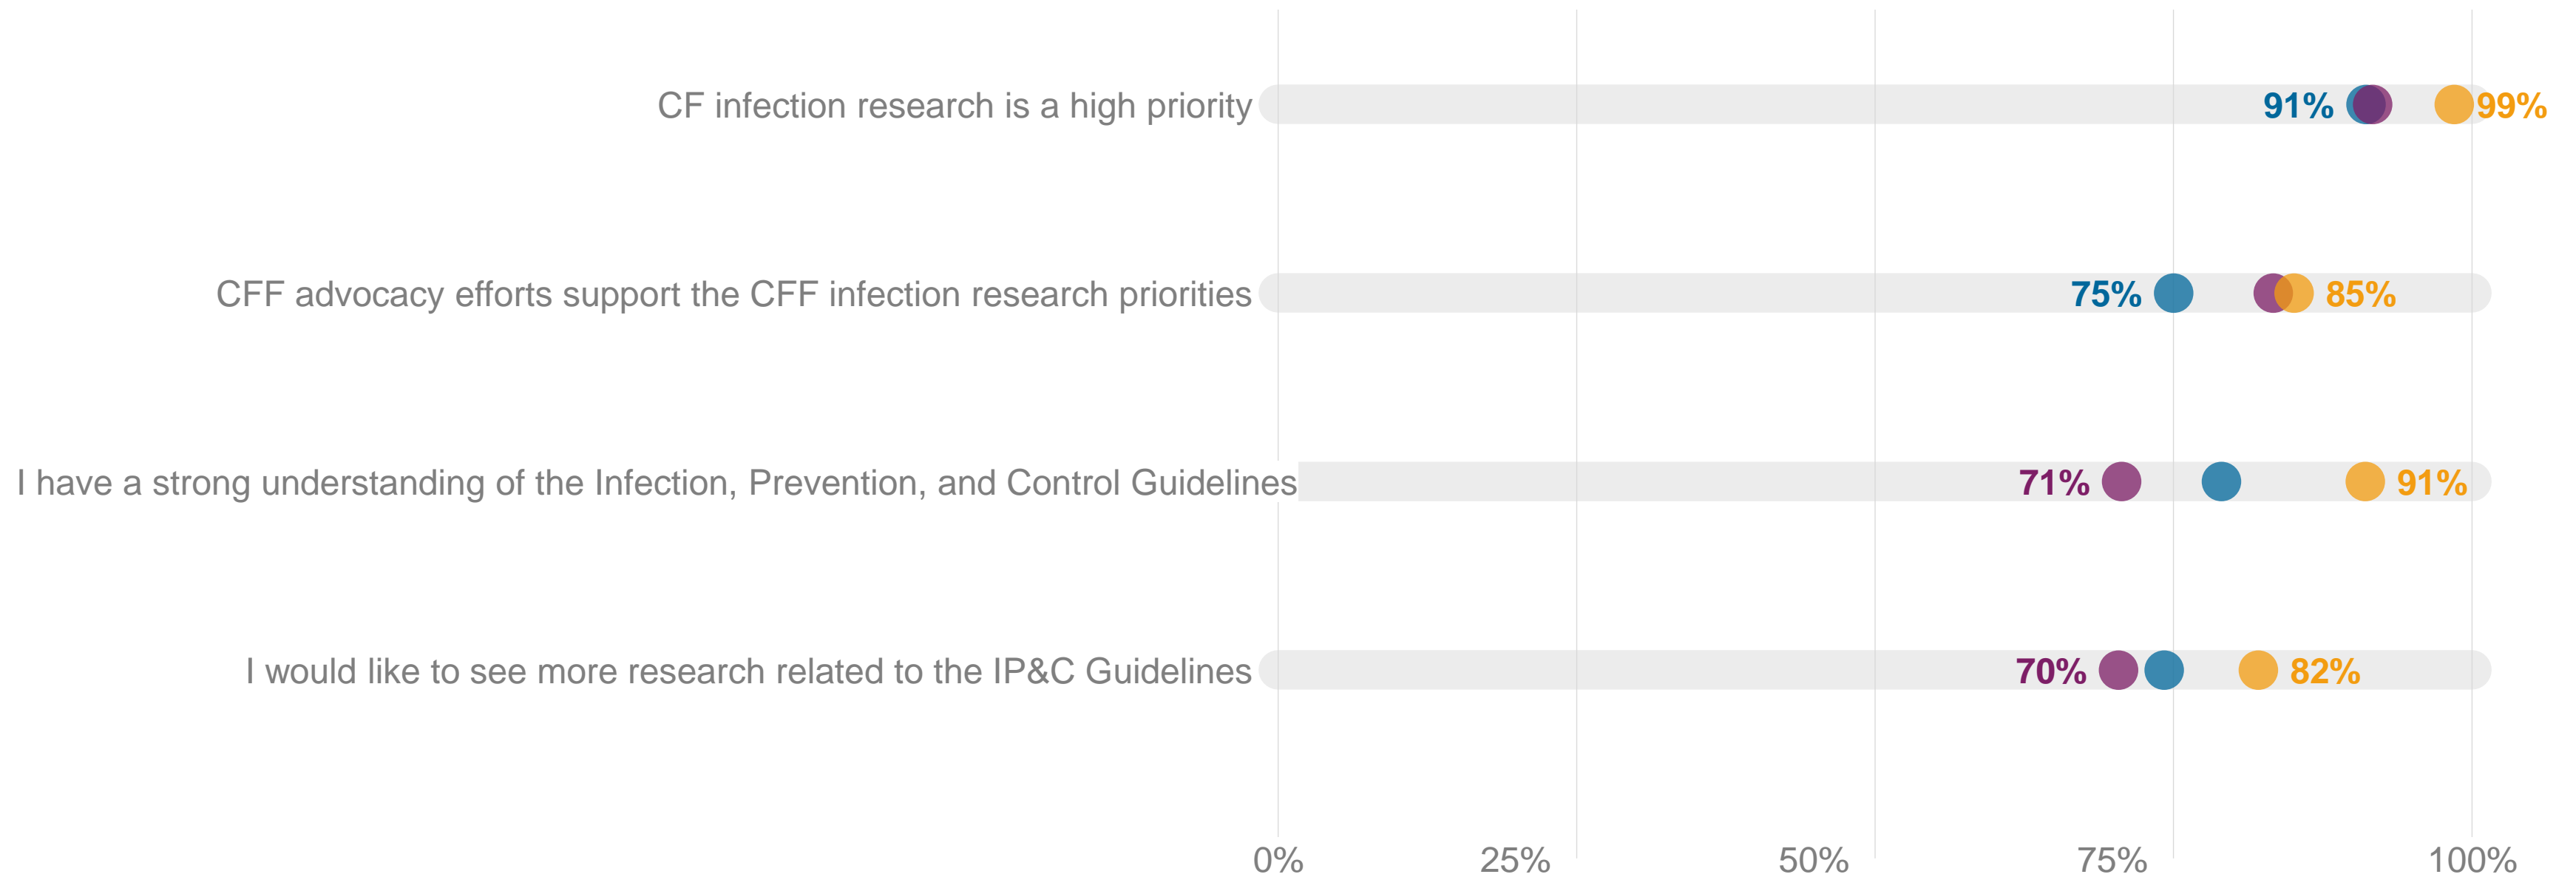 CF infection research is a high priority 91% 99%
CFF advocacy efforts support the CFF infection research priorities 75% 85%
I have a strong understanding of the Infection, Prevention, and Control Guidelines 71% 91%
I would like to see more research related to the IP&C Guidelines 70% 82%
0% 25% 50% 75% 100%